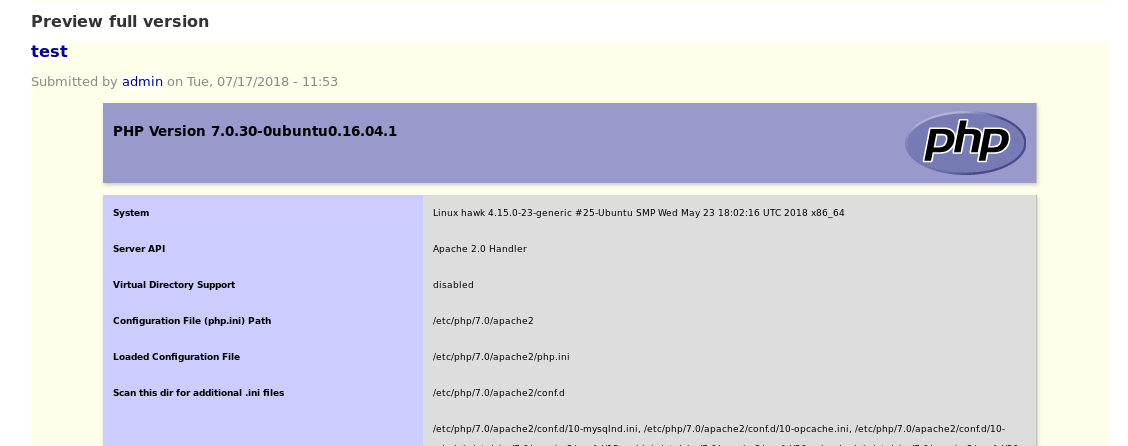 Preview full version
test
Submitted by admin on Tue, 07/17/2018 - 11:53
PHP Version 7.0.30-0ubuntu0.16.04.1
php
System Linux hawk 4.15.0-23-generic #25-Ubuntu SMP Wed May 23 18:02:16 UTC 2018 x86_64
Server API Apache 2.0 Handler
Virtual Directory Support disabled
Configuration File (php.ini) Path /etc/php/7.0/apache2
Loaded Configuration File /etc/php/7.0/apache2/php.ini
Scan this dir for additional .ini files /etc/php/7.0/apache2/conf.d
/etc/php/7.0/apache2/conf.d/10-mysqlnd.ini, /etc/php/7.0/apache2/conf.d/10-opcache.ini, /etc/php/7.0/apache2/conf.d/10-